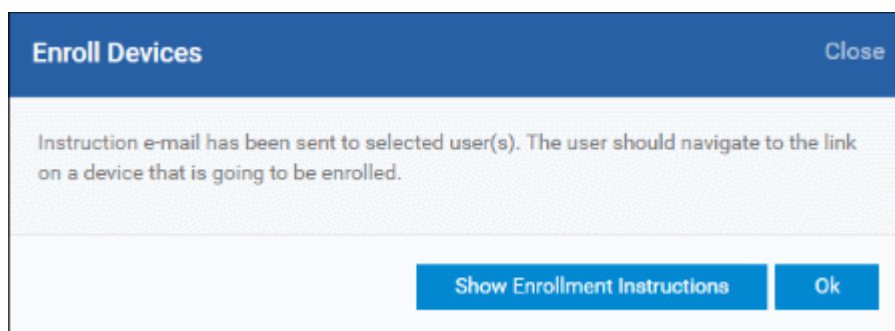 Enroll Devices Close
Instruction e-mail has been sent to selected user(s). The user should navigate to the link
on a device that is going to be enrolled.
Show Enrollment Instructions Ok